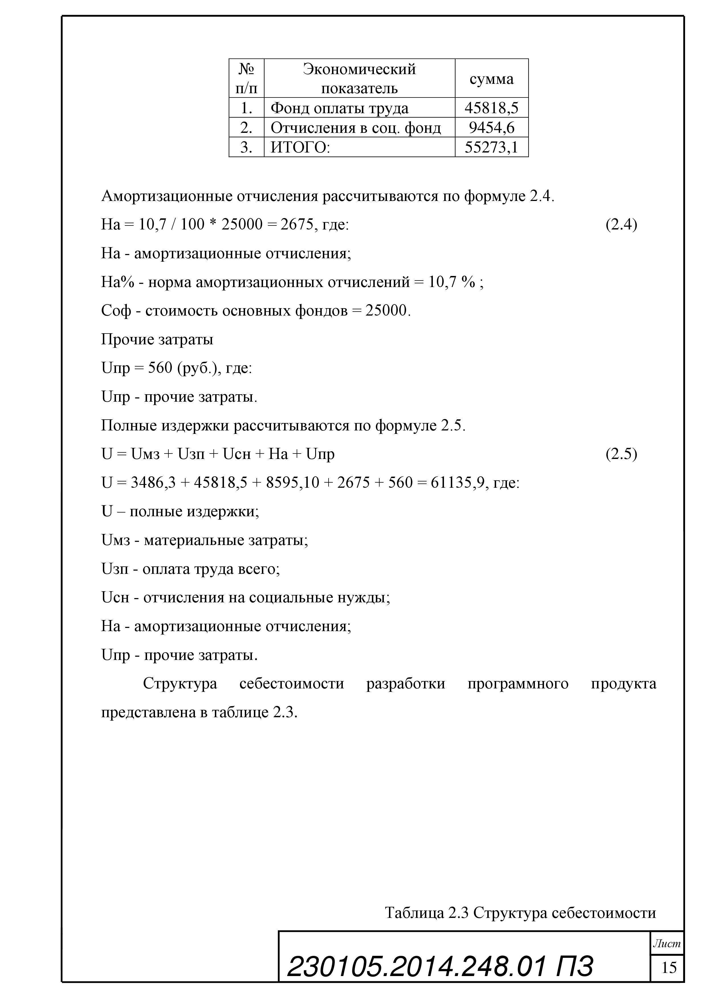 № Экономический сумма
п/п показатель
1. Фонд оплаты труда 45818,5
2. Отчисления в соц. фонд 9454,6
3. ИТОГО: 55273,1
Амортизационные отчисления рассчитываются по формуле 2.4.
На = 10,7 / 100 * 25000 = 2675, где: (2.4)
На - амортизационные отчисления;
На% - норма амортизационных отчислений = 10,7 % ;
Соф - стоимость основных фондов = 25000.
Прочие затраты
Uпр = 560 (руб.), где:
Uпр - прочие затраты.
Полные издержки рассчитываются по формуле 2.5.
U = Uмз + Uзп + Uсн + На + Uпр (2.5)
U = 3486,3 + 45818,5 + 8595,10 + 2675 + 560 = 61135,9, где:
U – полные издержки;
Uмз - материальные затраты;
Uзп - оплата труда всего;
Uсн - отчисления на социальные нужды;
На - амортизационные отчисления;
Uпр - прочие затраты.
Структура себестоимости разработки программного продукта
представлена в таблице 2.3.
Таблица 2.3 Структура себестоимости
Лист
230105.2014.248.01 ПЗ 15